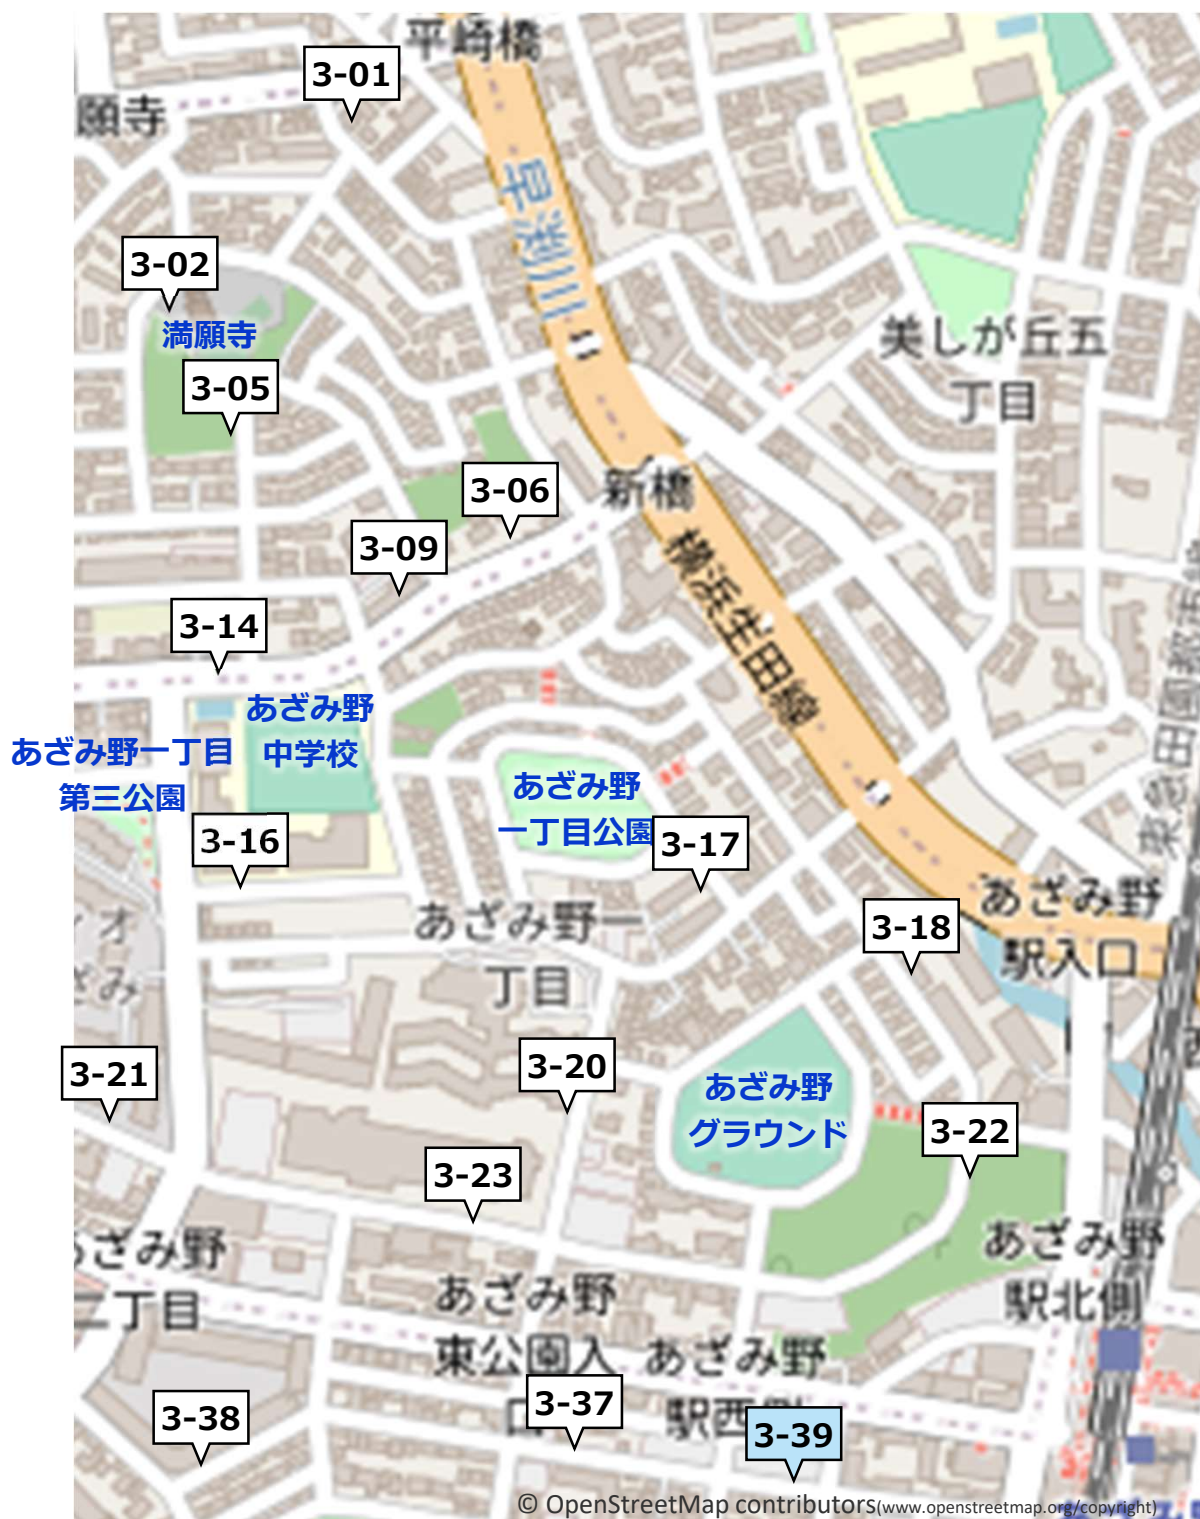 平崎橋
3-01
願寺
早渕川
3-02
満願寺
3-05
美しが丘五
丁目
3-06
新橋
3-09
横浜生田線
3-14
あざみ野
中学校
あざみ野一丁目
第三公園
あざみ野
一丁目公園
3-16
3-17
あざみ野
駅入口
3-18
あざみ野一
丁目
3-20
3-21
あざみ野
グラウンド
3-22
3-23
ざみ野
二丁目
あざみ野
駅北側
あざみ野
東公園入
口
あざみ野
駅西側
3-37
3-38
3-39
© OpenStreetMap contributors(www.openstreetmap.org/copyright)